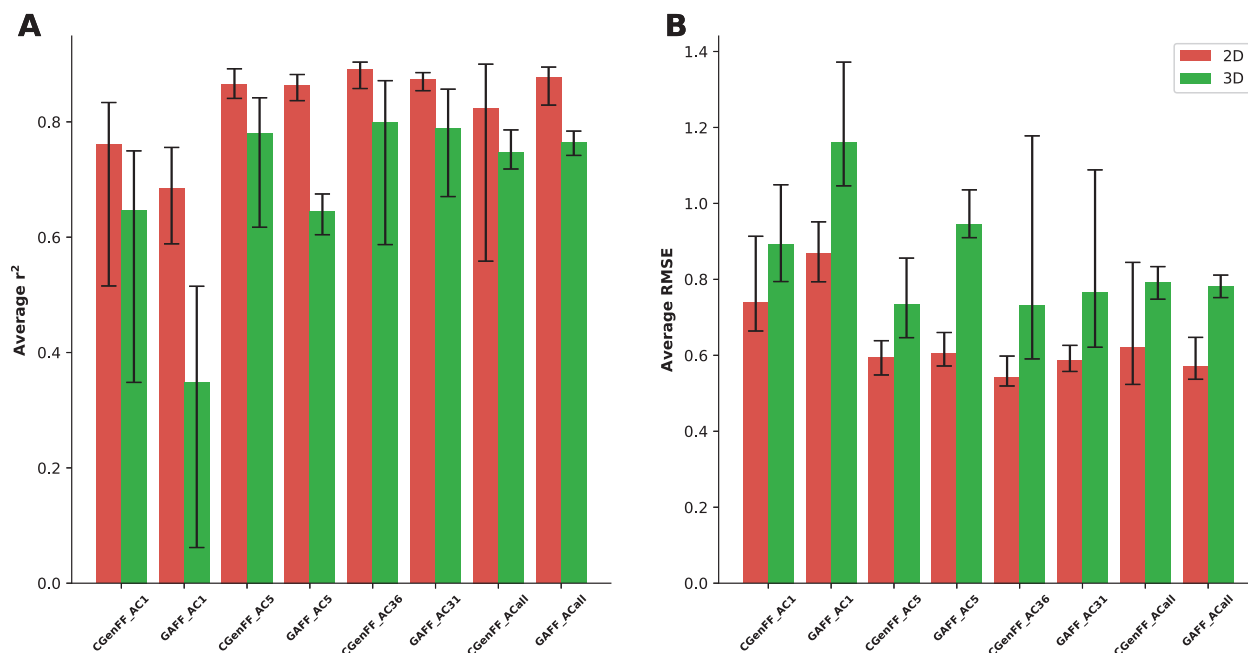 A
Average r²
0.8
0.6
0.4
0.2
0.0
CGenFF_AC1
GAFF_AC1
CGenFF_AC5
GAFF_AC5
CGenFF_AC36
GAFF_AC31
CGenFF_ACall
GAFF_ACall
B
2D
3D
Average RMSE
1.4
1.2
1.0
0.8
0.6
0.4
0.2
0.0
CGenFF_AC1
GAFF_AC1
CGenFF_AC5
GAFF_AC5
CGenFF_AC36
GAFF_AC31
CGenFF_ACall
GAFF_ACall